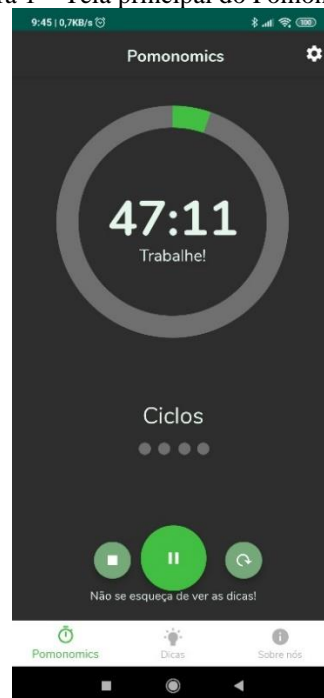 Tela principal do
9:45 | 0,7KB/s
100
Pomonomics
47:11
Trabalhe!
Ciclos
Não se esqueça de ver as dicas!
Pomonomics Dicas Sobre nós